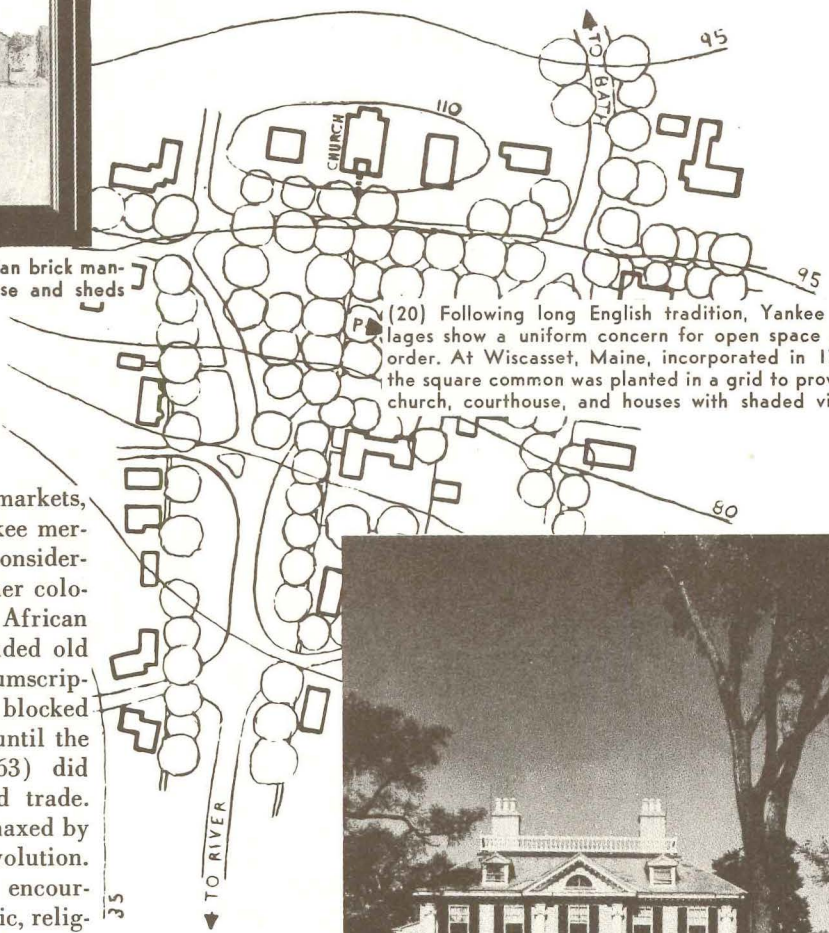 95
TO BATH
110
CHURCH
an brick man-
se and sheds
95
P
(20) Following long English tradition, Yankee
lages show a uniform concern for open space
order. At Wiscasset, Maine, incorporated in 1
the square common was planted in a grid to prov
church, courthouse, and houses with shaded vi
80
markets,
kee mer-
onsider-
er colo-
African
ded old
umscrip-
blocked
until the
63) did
d trade.
naxed by
volution.
encour-
ic, relig-
35
TO RIVER